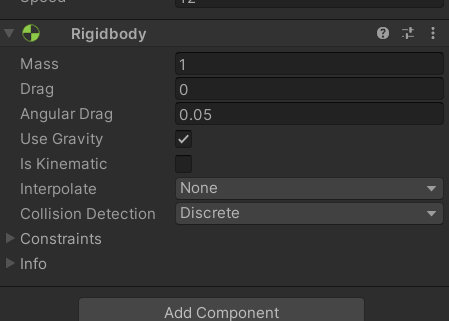 Speed 12
Rigidbody
Mass 1
Drag 0
Angular Drag 0.05
Use Gravity
Is Kinematic
Interpolate None
Collision Detection Discrete
Constraints
Info
Add Component